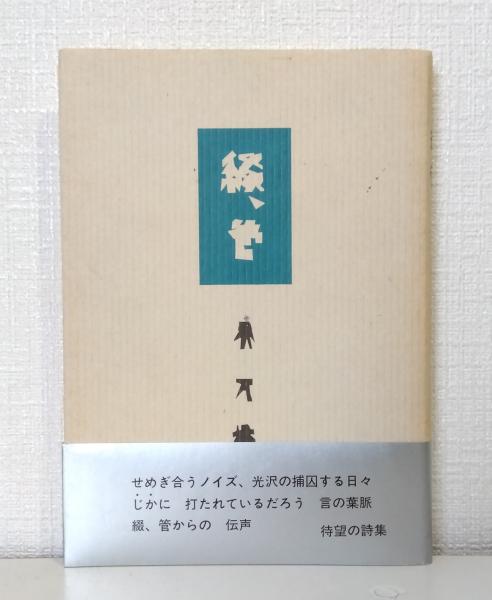 綴、管
せめぎ合うノイズ、光沢の捕囚する日々
じかに　打たれているだろう　言の葉脈
綴、管からの　伝声　待望の詩集